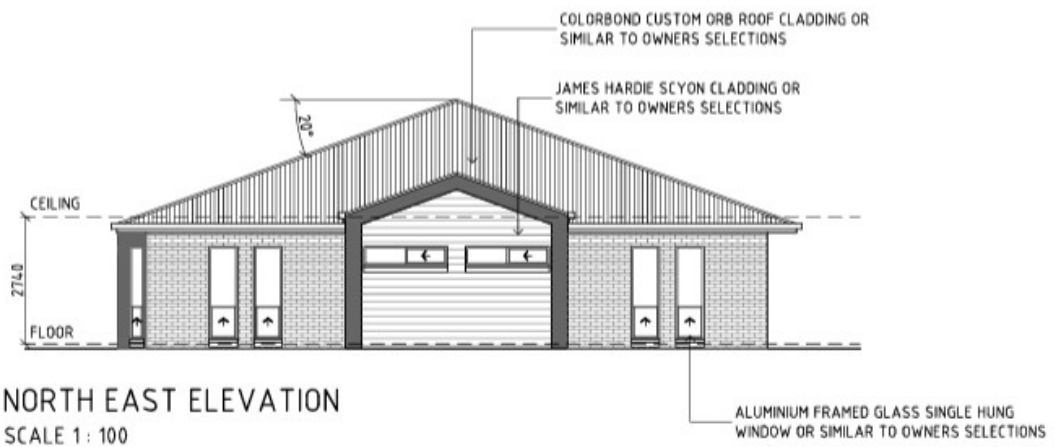 COLORBOND CUSTOM ORB ROOF CLADDING OR
SIMILAR TO OWNERS SELECTIONS
JAMES HARDIE SCYON CLADDING OR
SIMILAR TO OWNERS SELECTIONS
20°
CEILING
2740
FLOOR
NORTH EAST ELEVATION
SCALE 1 : 100
ALUMINIUM FRAMED GLASS SINGLE HUNG
WINDOW OR SIMILAR TO OWNERS SELECTIONS